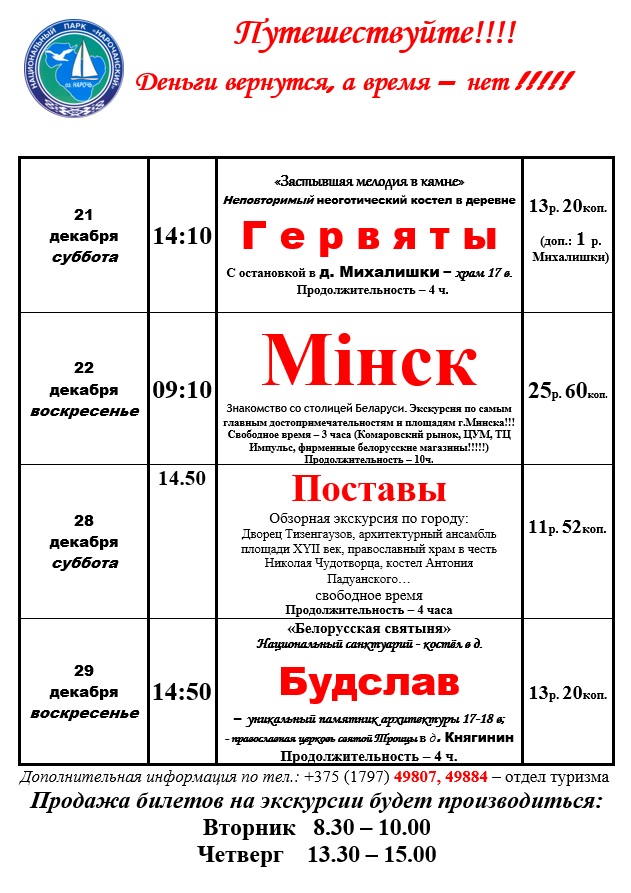 НАЦИОНАЛЬНЫЙ ПАРК «НАРОЧАНСКИЙ»
оз. НАРОЧЬ
Путешествуйте!!!!
Деньги вернутся, а время – нет !!!!!
21
декабря
суббота
14:10
«Застывшая мелодия в камне»
Неповторимый неоготический костел в деревне
Гервяты
С остановкой в д. Михалишки – храм 17 в.
Продолжительность – 4 ч.
13р. 20коп.
(доп.: 1 р.
Михалишки)
22
декабря
воскресенье
09:10
Мінск
Знакомство со столицей Беларуси. Экскурсия по самым
главным достопримечательностям и площадям г.Минска!!!
Свободное время – 3 часа (Комаровский рынок, ЦУМ, ТЦ
Импульс, фирменные белорусские магазины!!!!!)
Продолжительность – 10ч.
25р. 60коп.
28
декабря
суббота
14.50
Поставы
Обзорная экскурсия по городу:
Дворец Тизенгаузов, архитектурный ансамбль
площади XYII век, православный храм в честь
Николая Чудотворца, костел Антония
Падуанского…
свободное время
Продолжительность – 4 часа
11р. 52коп.
29
декабря
воскресенье
14:50
«Белорусская святыня»
Национальный санктуарий - костёл в д.
Будслав
– уникальный памятник архитектуры 17-18 в;
- православная церковь святой Троицы в д. Княгинин
Продолжительность – 4 ч.
13р. 20коп.
Дополнительная информация по тел.: +375 (1797) 49807, 49884 – отдел туризма
Продажа билетов на экскурсии будет производиться:
Вторник 8.30 – 10.00
Четверг 13.30 – 15.00